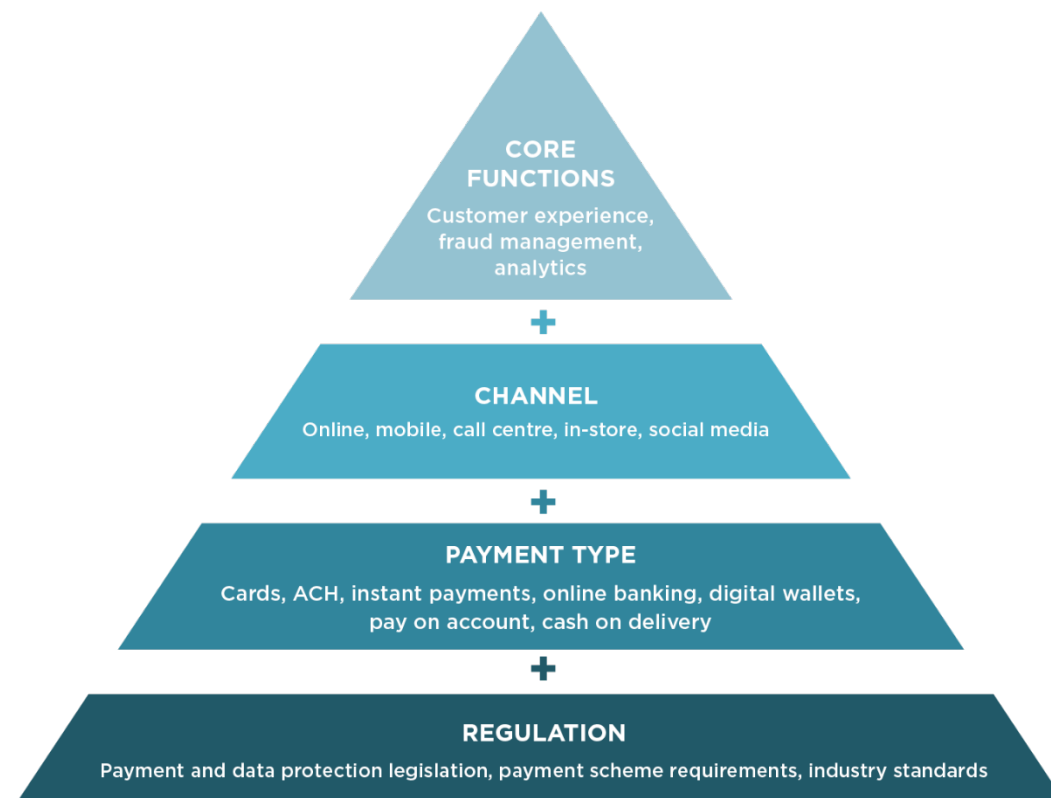 CORE
FUNCTIONS
Customer experience,
fraud management,
analytics
CHANNEL
Online, mobile, call centre, in-store, social media
PAYMENT TYPE
Cards, ACH, instant payments, online banking, digital wallets,
pay on account, cash on delivery
REGULATION
Payment and data protection legislation, payment scheme requirements, industry standards